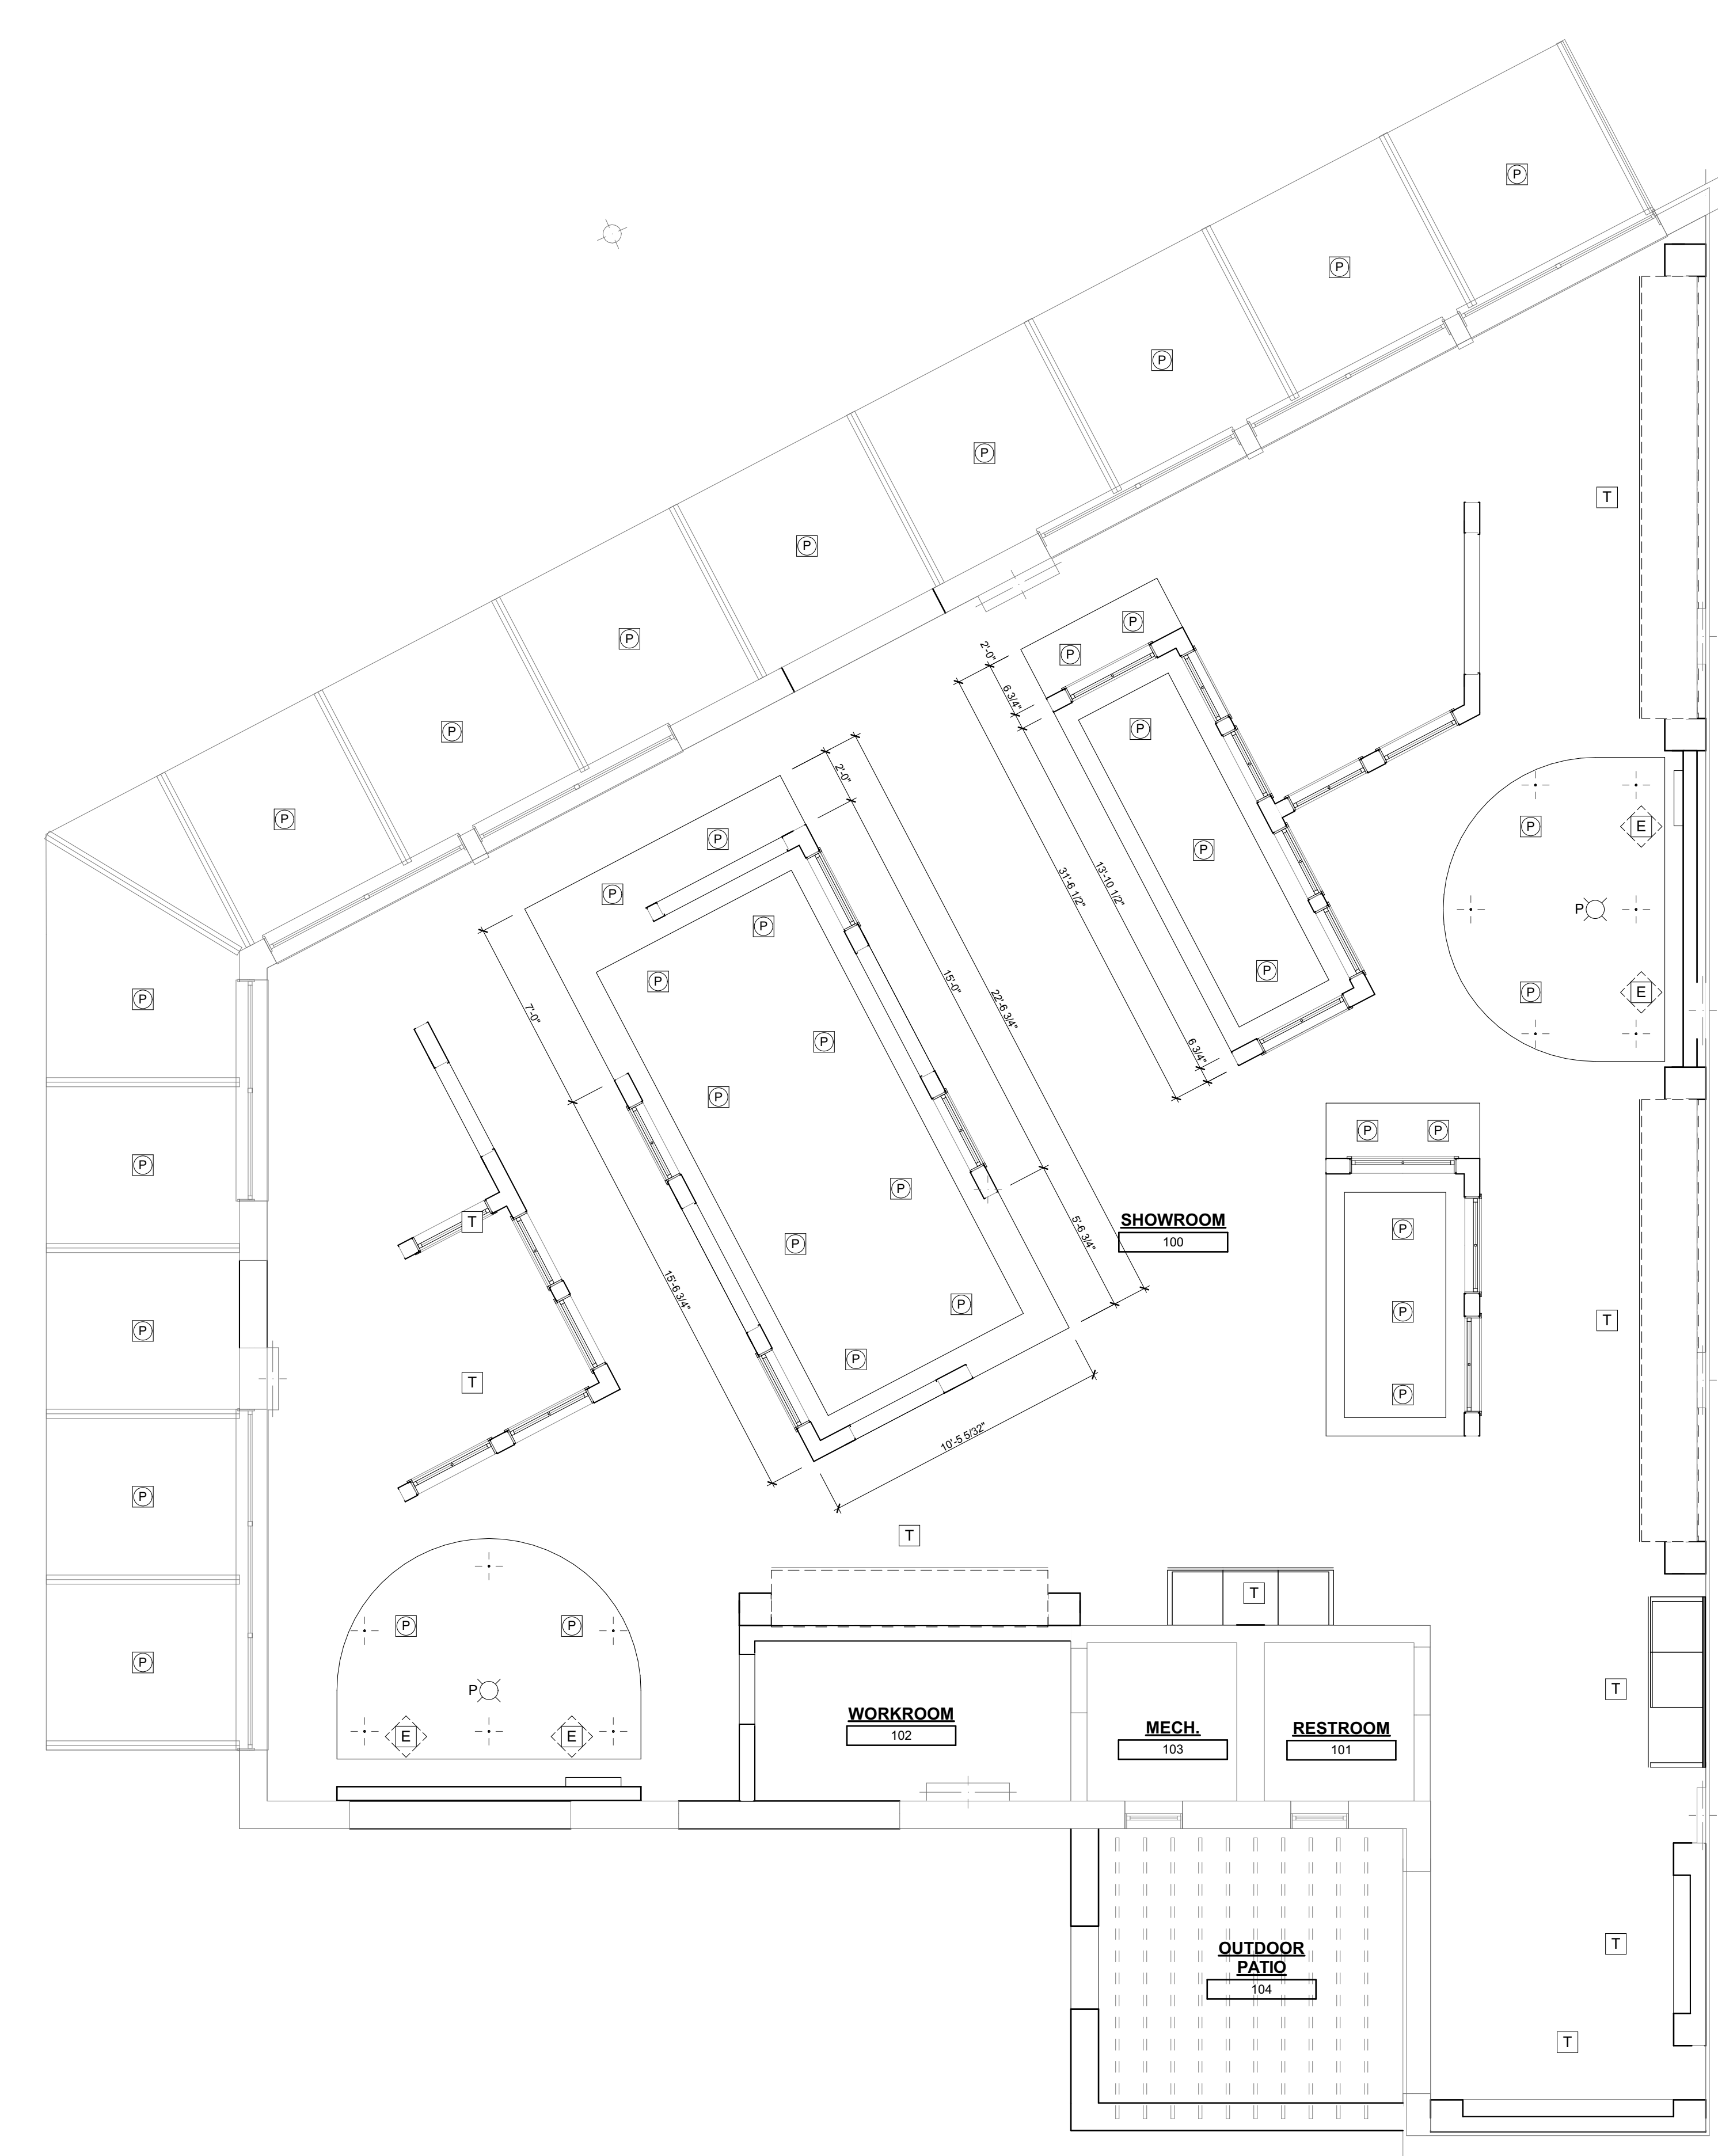 P
P
P
P
T
P
P
P
P
2'-0"
6 3/4"
P
P
P
2'-0"
P
P
E
P
P
P
P
13'-10 1/2"
31'-6 1/2"
P
P
P
15'-0"
P
P
E
P
7'-0"
22'-6 3/4"
P
6 3/4"
P
P
P
P
P
T
SHOWROOM
100
P
5'-6 3/4"
P
15'-6 3/4"
P
P
P
T
P
T
P
10'-5 5/32"
P
T
T
P
P
P
P
T
WORKROOM
102
MECH.
103
RESTROOM
101
E
E
T
OUTDOOR
PATIO
104
T